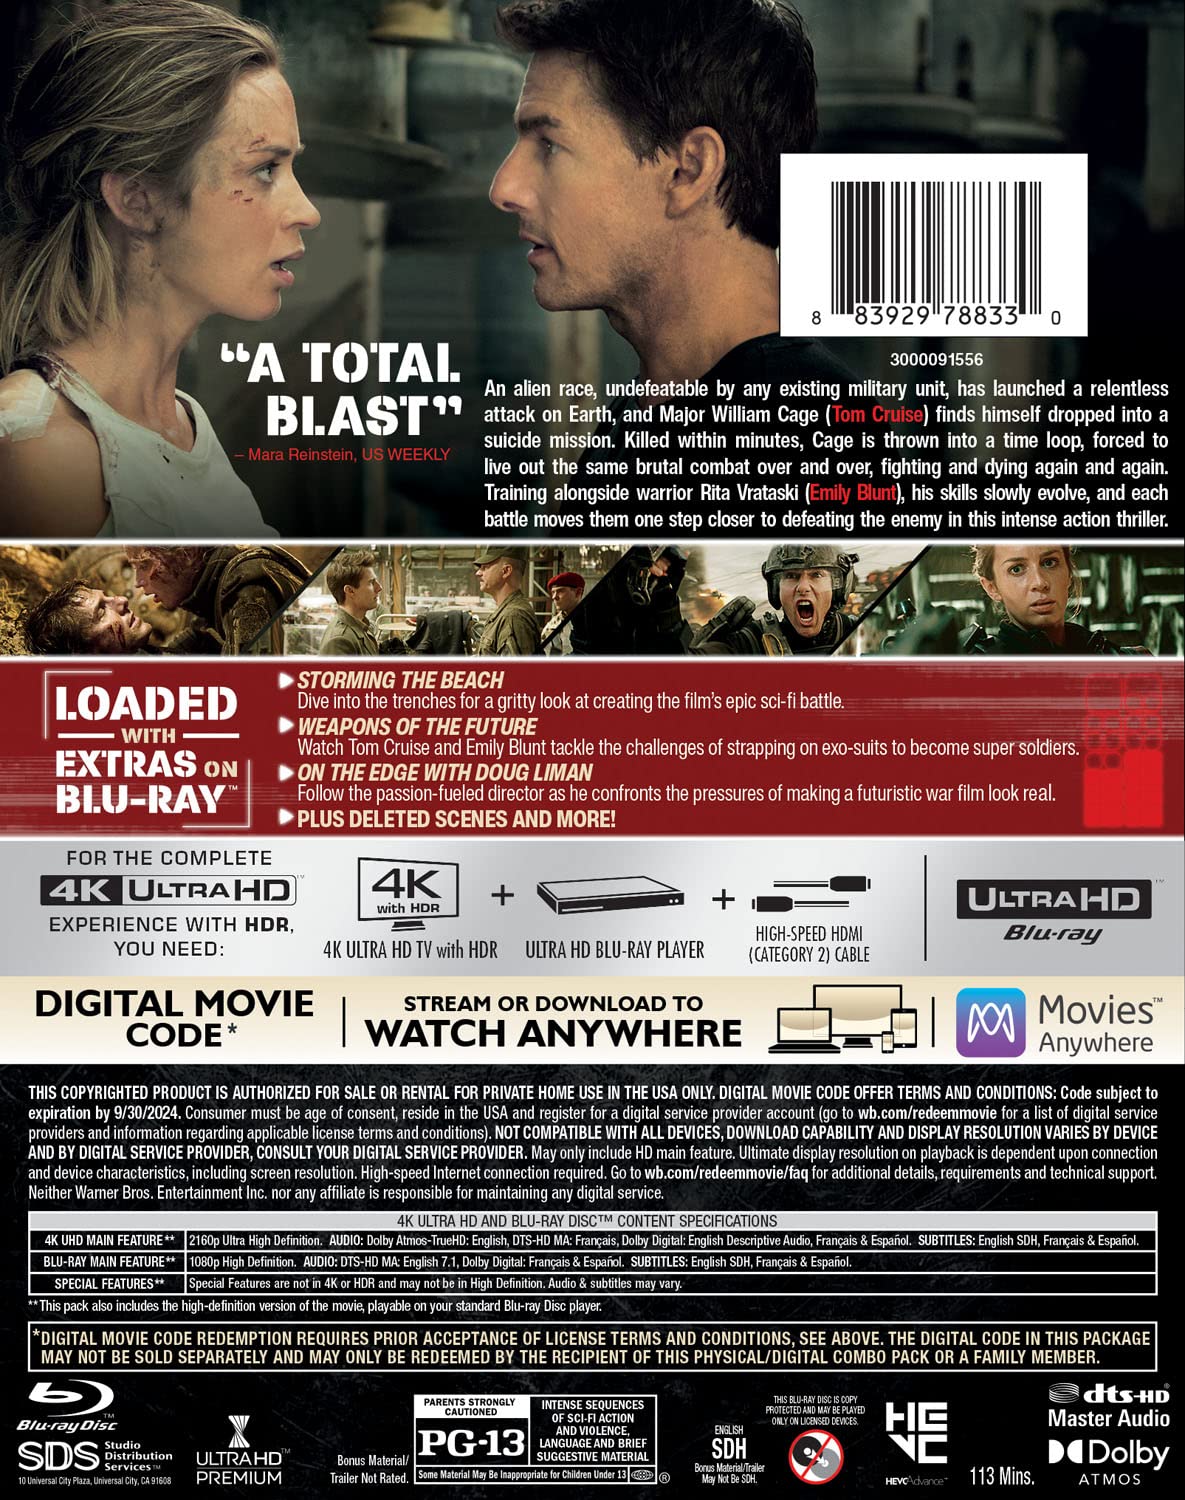 8 83929 78833 0
3000091556
“A TOTAL
BLAST”
– Mara Reinstein, US WEEKLY
An alien race, undefeatable by any existing military unit, has launched a relentless
attack on Earth, and Major William Cage (Tom Cruise) finds himself dropped into a
suicide mission. Killed within minutes, Cage is thrown into a time loop, forced to
live out the same brutal combat over and over, fighting and dying again and again.
Training alongside warrior Rita Vrataski (Emily Blunt), his skills slowly evolve, and each
battle moves them one step closer to defeating the enemy in this intense action thriller.
LOADED
WITH
EXTRAS ON
BLU-RAY™
STORMING THE BEACH
Dive into the trenches for a gritty look at creating the film's epic sci-fi battle.
WEAPONS OF THE FUTURE
Watch Tom Cruise and Emily Blunt tackle the challenges of strapping on exo-suits to become super soldiers.
ON THE EDGE WITH DOUG LIMAN
Follow the passion-fueled director as he confronts the pressures of making a futuristic war film look real.
PLUS DELETED SCENES AND MORE!
FOR THE COMPLETE
4K ULTRA HD™
EXPERIENCE WITH HDR,
YOU NEED:
4K
with HDR
4K ULTRA HD TV with HDR
+
ULTRA HD BLU-RAY PLAYER
+
HIGH-SPEED HDMI
(CATEGORY 2) CABLE
ULTRA HD™
Blu-ray
DIGITAL MOVIE
CODE*
STREAM OR DOWNLOAD TO
WATCH ANYWHERE
Movies™
Anywhere
THIS COPYRIGHTED PRODUCT IS AUTHORIZED FOR SALE OR RENTAL FOR PRIVATE HOME USE IN THE USA ONLY. DIGITAL MOVIE CODE OFFER TERMS AND CONDITIONS: Code subject to
expiration by 9/30/2024. Consumer must be age of consent, reside in the USA and register for a digital service provider account (go to wb.com/redeemmovie for a list of digital service
providers and information regarding applicable license terms and conditions). NOT COMPATIBLE WITH ALL DEVICES, DOWNLOAD CAPABILITY AND DISPLAY RESOLUTION VARIES BY DEVICE
AND BY DIGITAL SERVICE PROVIDER, CONSULT YOUR DIGITAL SERVICE PROVIDER. May only include HD main feature. Ultimate display resolution on playback is dependent upon connection
and device characteristics, including screen resolution. High-speed Internet connection required. Go to wb.com/redeemmovie/faq for additional details, requirements and technical support.
Neither Warner Bros. Entertainment Inc. nor any affiliate is responsible for maintaining any digital service.
4K ULTRA HD AND BLU-RAY DISC™ CONTENT SPECIFICATIONS
4K UHD MAIN FEATURE** 2160p Ultra High Definition. AUDIO: Dolby Atmos-TrueHD: English, DTS-HD MA: Français, Dolby Digital: English Descriptive Audio, Français & Español. SUBTITLES: English SDH, Français & Español.
BLU-RAY MAIN FEATURE** 1080p High Definition. AUDIO: DTS-HD MA: English 7.1, Dolby Digital: Français & Español. SUBTITLES: English SDH, Français & Español.
SPECIAL FEATURES** Special Features are not in 4K or HDR and may not be in High Definition. Audio & subtitles may vary.
**This pack also includes the high-definition version of the movie, playable on your standard Blu-ray Disc player.
*DIGITAL MOVIE CODE REDEMPTION REQUIRES PRIOR ACCEPTANCE OF LICENSE TERMS AND CONDITIONS, SEE ABOVE. THE DIGITAL CODE IN THIS PACKAGE
MAY NOT BE SOLD SEPARATELY AND MAY ONLY BE REDEEMED BY THE RECIPIENT OF THIS PHYSICAL/DIGITAL COMBO PACK OR A FAMILY MEMBER.
Blu-ray Disc™
SDS Studio
Distribution
Services™
10 Universal City Plaza, Universal City, CA 91608
ULTRA HD™
PREMIUM
Bonus Material/
Trailer Not Rated.
PARENTS STRONGLY
CAUTIONED
PG-13
Some Material May Be Inappropriate for Children Under 13
INTENSE SEQUENCES
OF SCI-FI ACTION
AND VIOLENCE,
LANGUAGE AND BRIEF
SUGGESTIVE MATERIAL
®
ENGLISH
SDH
Bonus Material/Trailer
May Not Be SDH.
THIS BLU-RAY DISC IS COPY
PROTECTED AND MAY BE PLAYED
ONLY ON LICENSED DEVICES.
HEVC
HEVCAdvance™
113 Mins.
dts-HD®
Master Audio
Dolby
ATMOS